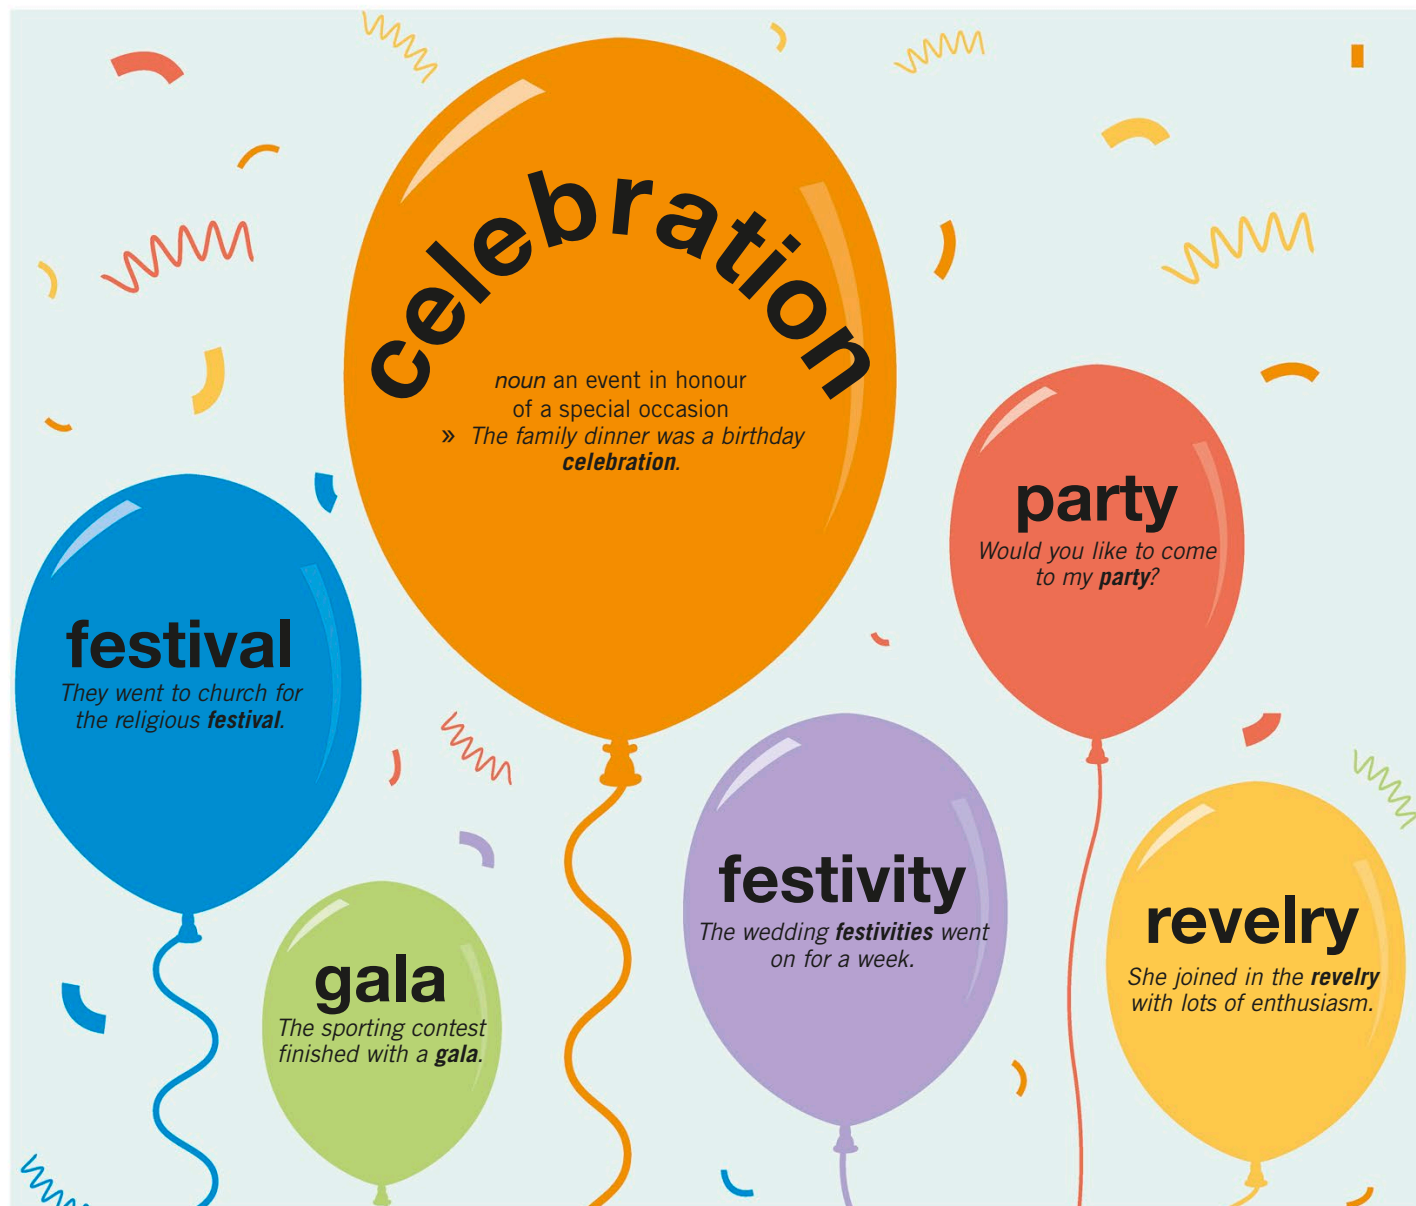 celebration
noun an event in honour
of a special occasion
» The family dinner was a birthday
celebration.
party
Would you like to come
to my party?
festival
They went to church for
the religious festival.
festivity
The wedding festivities went
on for a week.
revelry
She joined in the revelry
with lots of enthusiasm.
gala
The sporting contest
finished with a gala.